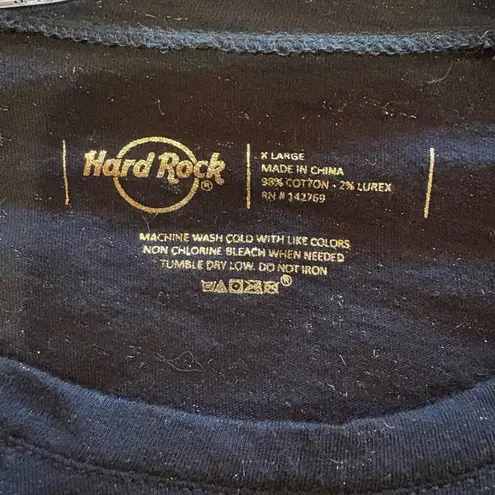 Hard Rock®
X LARGE
MADE IN CHINA
98% COTTON - 2% LUREX
RN # 142769
MACHINE WASH COLD WITH LIKE COLORS
NON CHLORINE BLEACH WHEN NEEDED
TUMBLE DRY LOW. DO NOT IRON
®